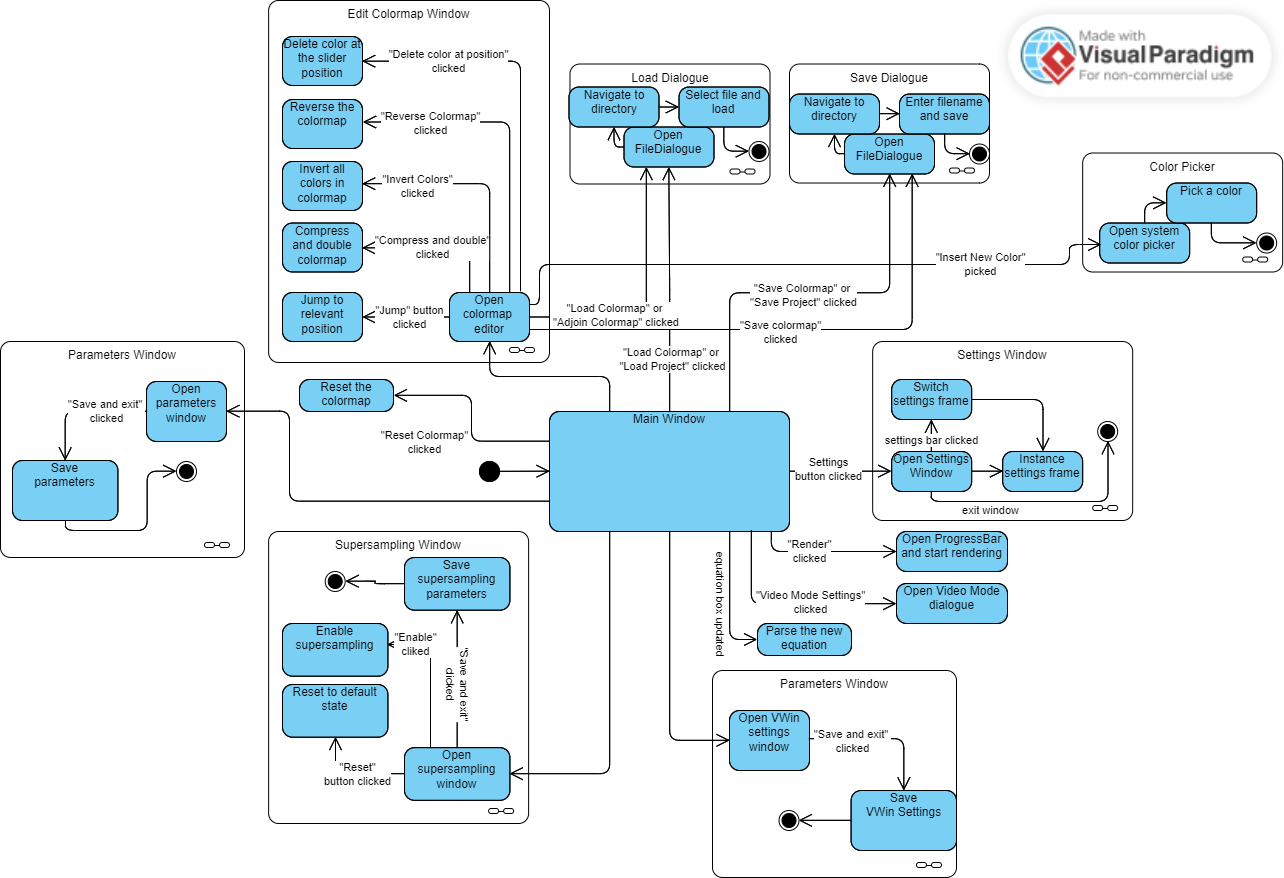 Edit Colormap Window
Delete color at
the slider
position
"Delete color at position"
clicked
Reverse the
colormap
"Reverse Colormap"
clicked
Invert all
colors in
colormap
"Invert Colors"
clicked
Compress
and double
colormap
"Compress and double"
clicked
Jump to
relevant
position
"Jump" button
clicked
Open
colormap
editor
Load Dialogue
Navigate to
directory
Select file and
load
Open
FileDialogue
Save Dialogue
Navigate to
directory
Enter filename
and save
Open
FileDialogue
Made with
VisualParadigm
For non-commercial use
Color Picker
Pick a color
Open system
color picker
"Insert New Color"
picked
"Load Colormap" or
"Adjoin Colormap" clicked
"Save Colormap" or
"Save Project" clicked
"Save colormap"
clicked
"Load Colormap" or
"Load Project" clicked
Parameters Window
Open
parameters
window
"Save and exit"
clicked
Save
parameters
Reset the
colormap
"Reset Colormap"
clicked
Main Window
Settings
button clicked
Settings Window
Switch
settings frame
settings bar clicked
Open Settings
Window
Instance
settings frame
exit window
Supersampling Window
Save
supersampling
parameters
Enable
supersampling
"Enable"
cliked
"Save and exit"
clicked
Reset to default
state
"Reset"
button clicked
Open
supersampling
window
equation box updated
"Render"
clicked
Open ProgressBar
and start rendering
"Video Mode Settings"
clicked
Open Video Mode
dialogue
Parse the new
equation
Parameters Window
Open VWin
settings
window
"Save and exit"
clicked
Save
VWin Settings